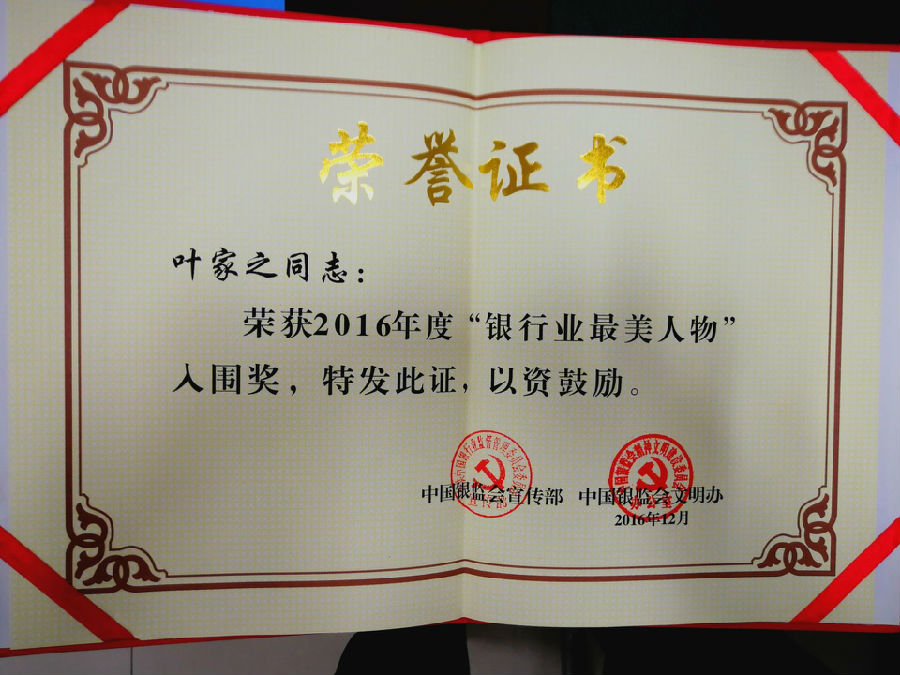 荣誉证书
叶家之同志：
荣获2016年度“银行业最美人物”
入围奖，特发此证，以资鼓励。
中国银监会宣传部 中国银监会文明办
2016年12月